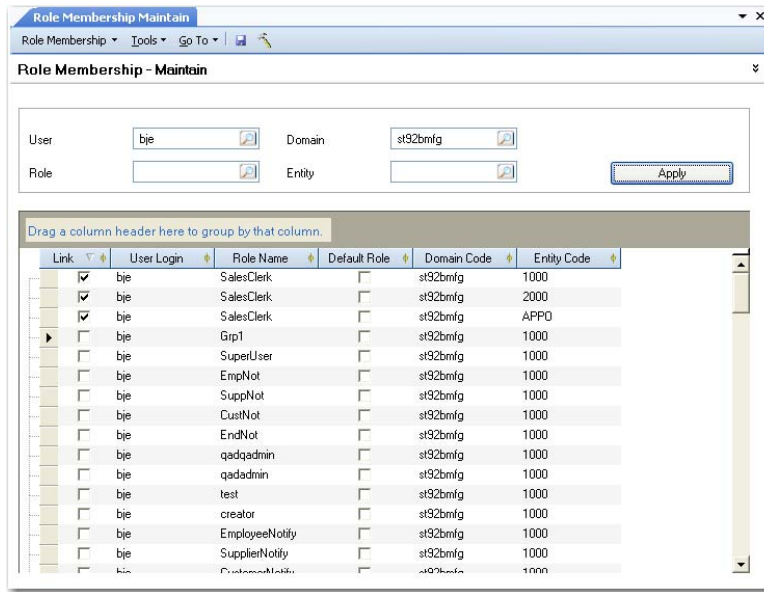 Role Membership Maintain
Role Membership Tools Go To
Role Membership - Maintain
User bje Domain st92bmfg
Role Entity Apply
Drag a column header here to group by that column.
Link User Login Role Name Default Role Domain Code Entity Code
bje SalesClerk st92bmfg 1000
bje SalesClerk st92bmfg 2000
bje SalesClerk st92bmfg APPO
bje Grp1 st92bmfg 1000
bje SuperUser st92bmfg 1000
bje EmpNot st92bmfg 1000
bje SuppNot st92bmfg 1000
bje CustNot st92bmfg 1000
bje EndNot st92bmfg 1000
bje qadqadmin st92bmfg 1000
bje qadadmin st92bmfg 1000
bje test st92bmfg 1000
bje creator st92bmfg 1000
bje EmployeeNotify st92bmfg 1000
bje SupplierNotify st92bmfg 1000
bje CustomerNotify st92bmfg 1000